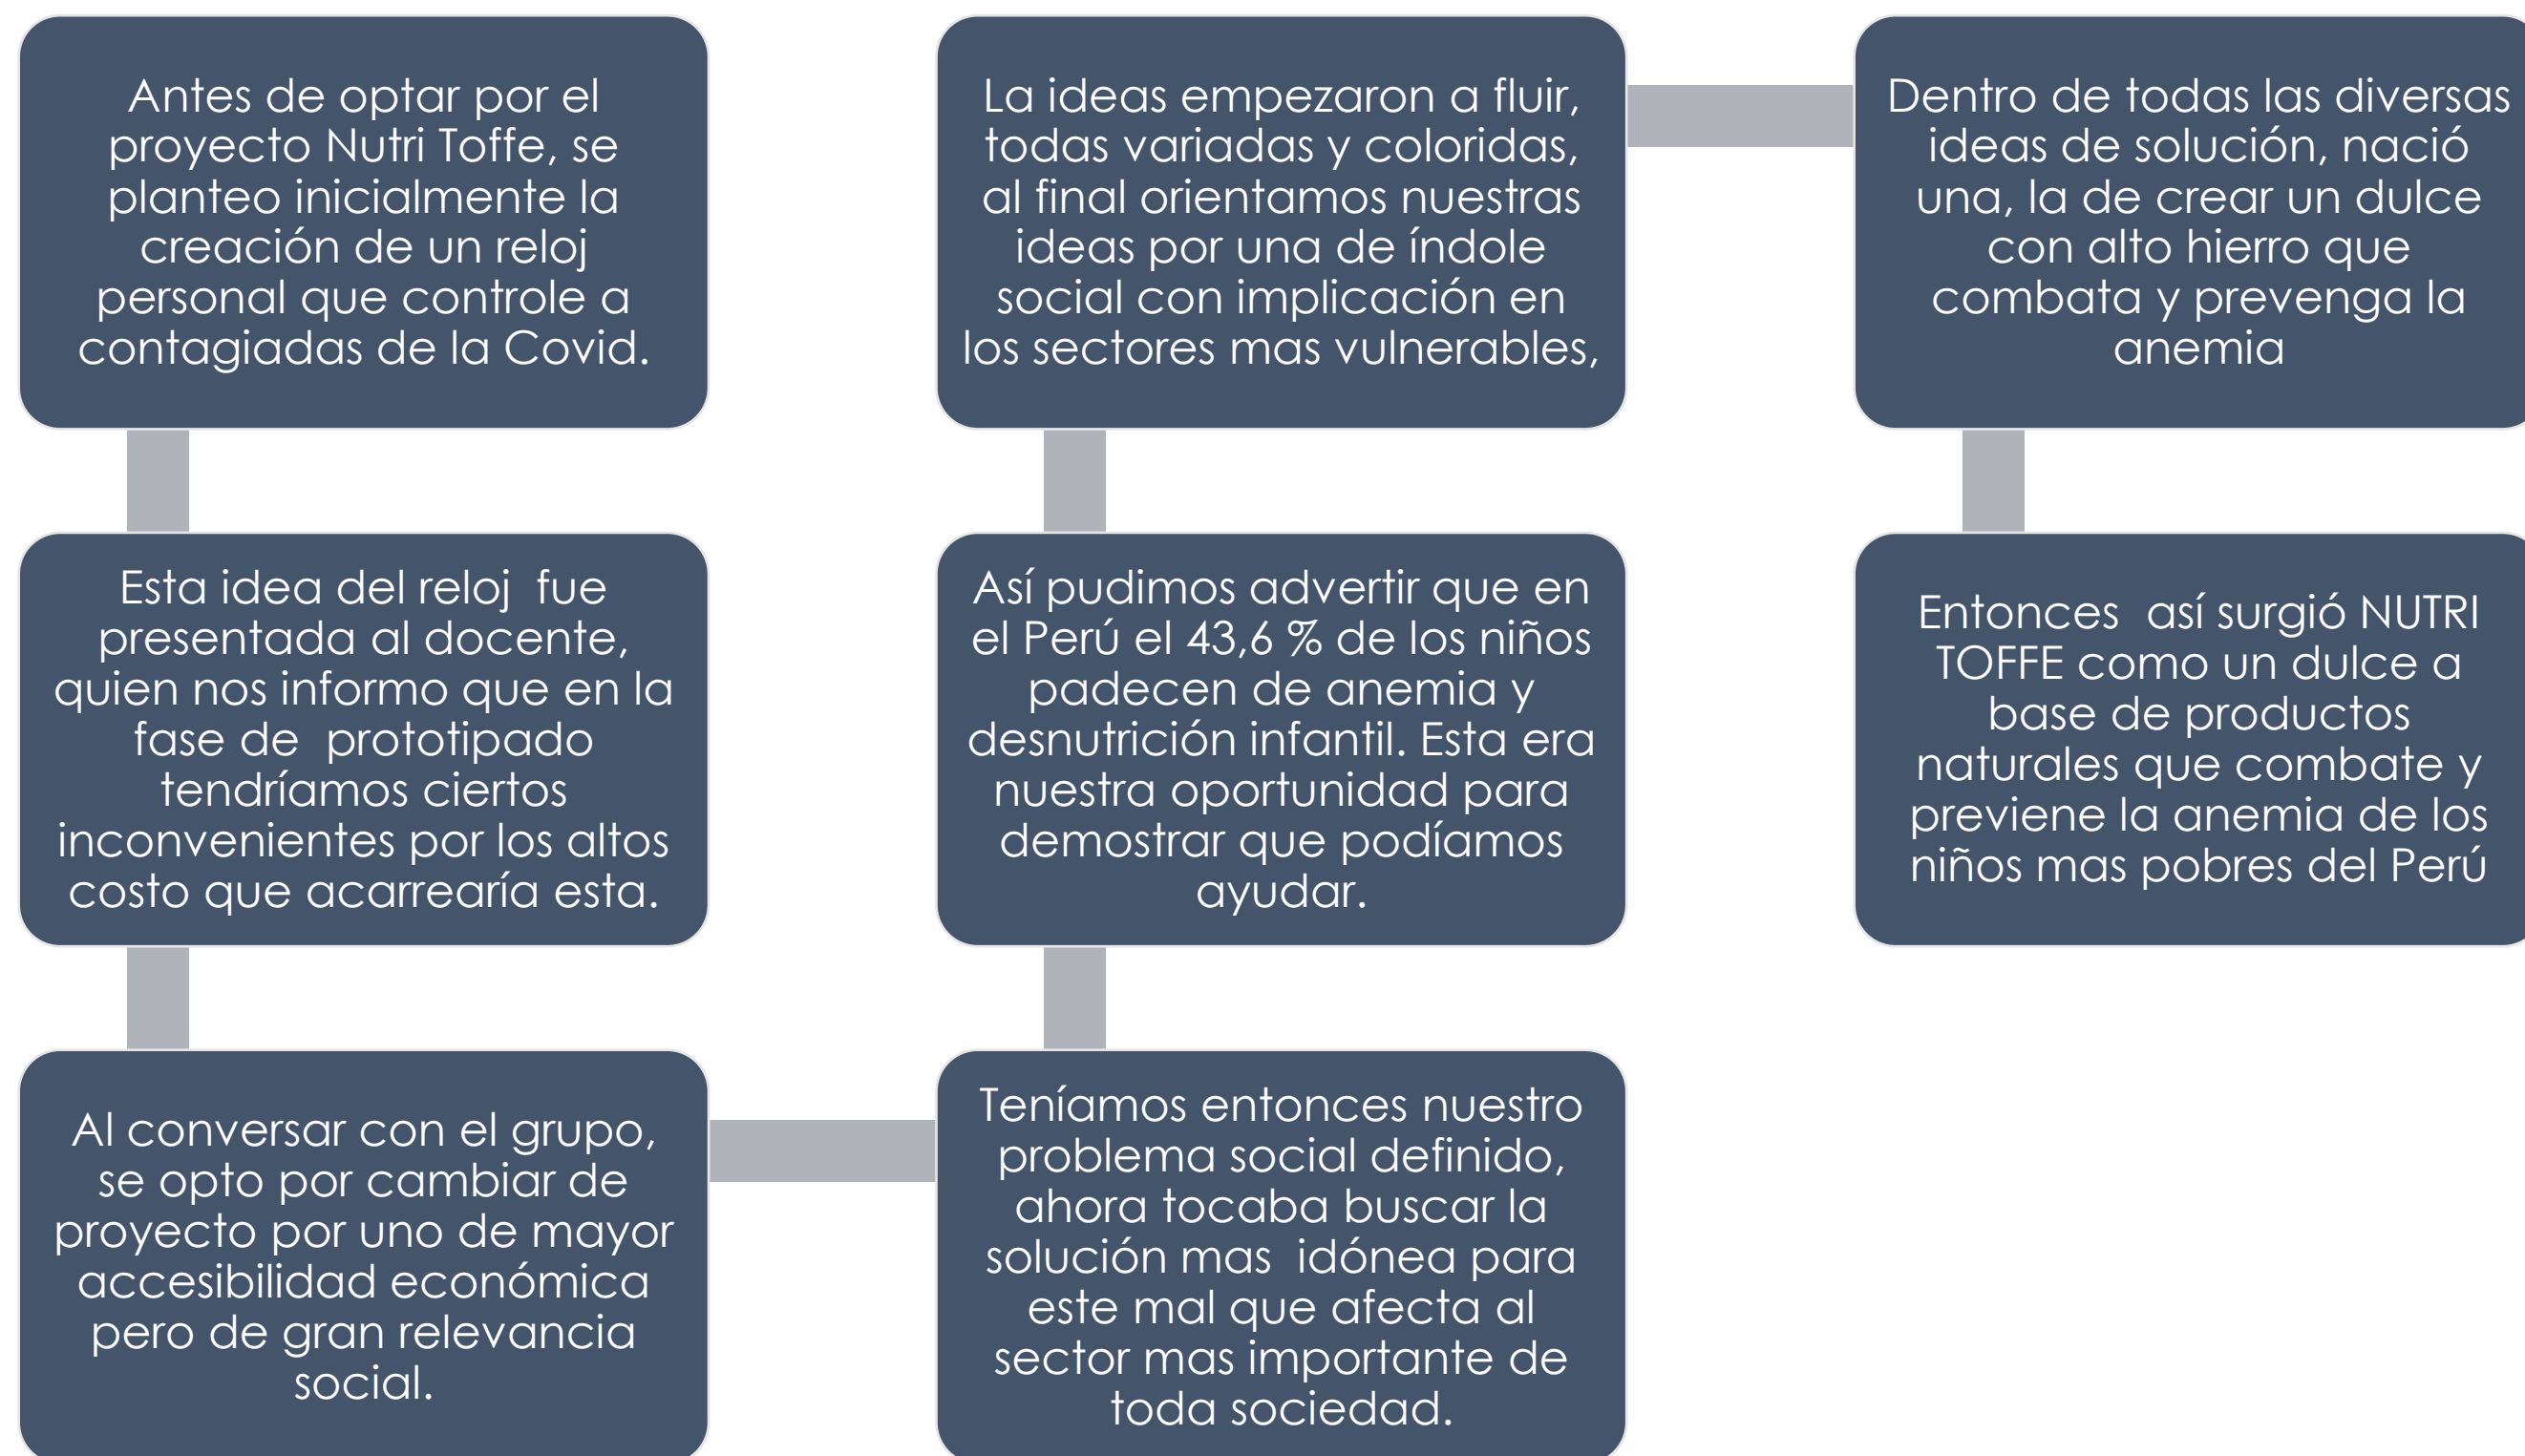 Antes de optar por el
proyecto Nutri Toffe, se
planteo inicialmente la
creación de un reloj
personal que controle a
contagiadas de la Covid.
Esta idea del reloj fue
presentada al docente,
quien nos informo que en la
fase de prototipado
tendríamos ciertos
inconvenientes por los altos
costo que acarrearía esta.
Al conversar con el grupo,
se opto por cambiar de
proyecto por uno de mayor
accesibilidad económica
pero de gran relevancia
social.
La ideas empezaron a fluir,
todas variadas y coloridas,
al final orientamos nuestras
ideas por una de índole
social con implicación en
los sectores mas vulnerables,
Así pudimos advertir que en
el Perú el 43,6 % de los niños
padecen de anemia y
desnutrición infantil. Esta era
nuestra oportunidad para
demostrar que podíamos
ayudar.
Teníamos entonces nuestro
problema social definido,
ahora tocaba buscar la
solución mas idónea para
este mal que afecta al
sector mas importante de
toda sociedad.
Dentro de todas las diversas
ideas de solución, nació
una, la de crear un dulce
con alto hierro que
combata y prevenga la
anemia
Entonces así surgió NUTRI
TOFFE como un dulce a
base de productos
naturales que combate y
previene la anemia de los
niños mas pobres del Perú